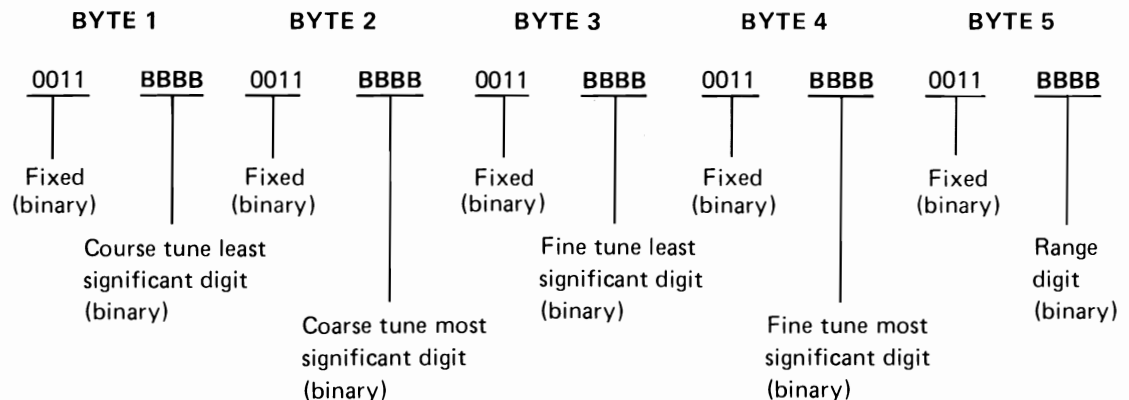 BYTE 1 BYTE 2 BYTE 3 BYTE 4 BYTE 5
0011 BBBB 0011 BBBB 0011 BBBB 0011 BBBB 0011 BBBB
Fixed
(binary)
Fixed
(binary)
Fixed
(binary)
Fixed
(binary)
Fixed
(binary)
Course tune least
significant digit
(binary)
Coarse tune most
significant digit
(binary)
Fine tune least
significant digit
(binary)
Fine tune most
significant digit
(binary)
Range
digit
(binary)